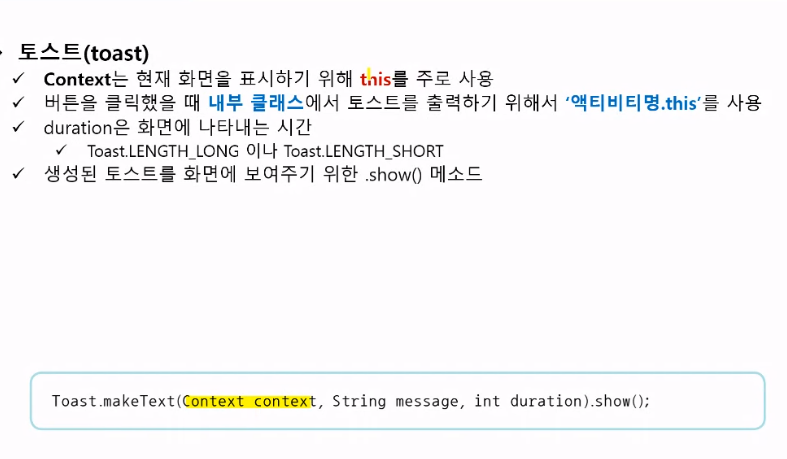 토스트(toast)
✓ Context는 현재 화면을 표시하기 위해 this를 주로 사용
✓ 버튼을 클릭했을 때 내부 클래스에서 토스트를 출력하기 위해서 ‘액티비티명.this’를 사용
✓ duration은 화면에 나타내는 시간
✓ Toast.LENGTH_LONG 이나 Toast.LENGTH_SHORT
✓ 생성된 토스트를 화면에 보여주기 위한 .show() 메소드
Toast.makeText(Context context, String message, int duration).show();